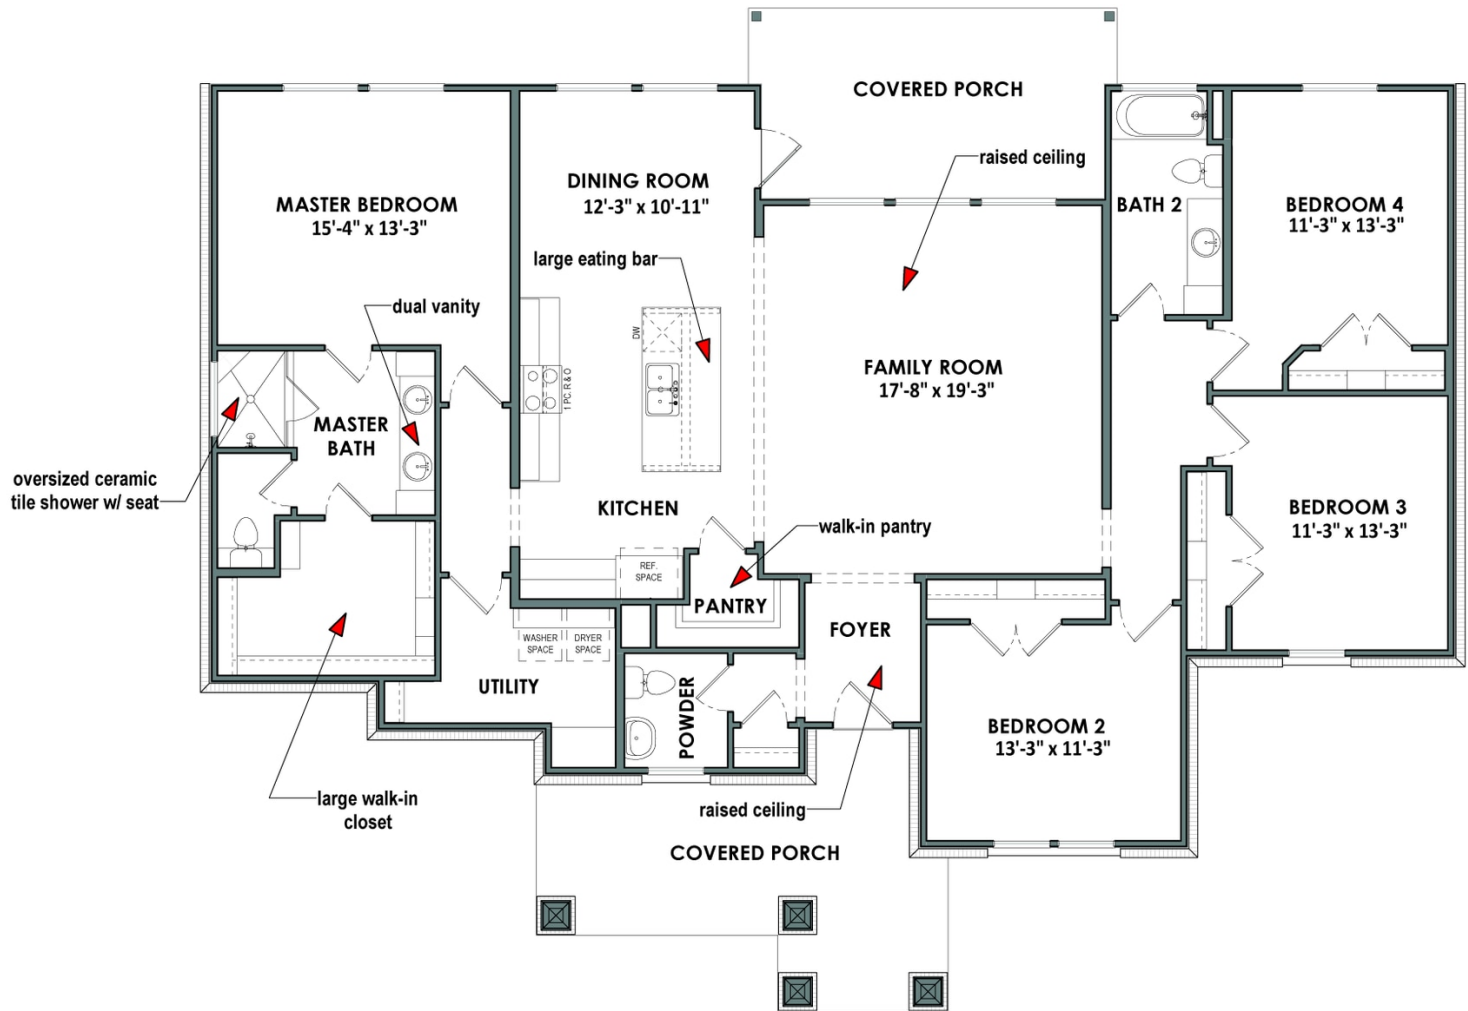 COVERED PORCH
raised ceiling
DINING ROOM
12'-3" x 10'-11"
MASTER BEDROOM
15'-4" x 13'-3"
BATH 2
BEDROOM 4
11'-3" x 13'-3"
large eating bar
dual vanity
DW
1 PC. R & O
FAMILY ROOM
17'-8" x 19'-3"
MASTER
BATH
oversized ceramic
tile shower w/ seat
KITCHEN
walk-in pantry
BEDROOM 3
11'-3" x 13'-3"
REF.
SPACE
PANTRY
FOYER
WASHER
SPACE
DRYER
SPACE
UTILITY
POWDER
BEDROOM 2
13'-3" x 11'-3"
large walk-in
closet
raised ceiling
COVERED PORCH